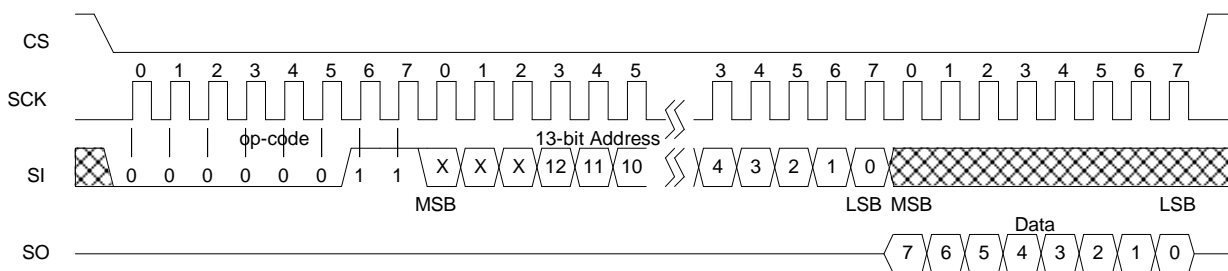 CS
0 1 2 3 4 5 6 7 0 1 2 3 4 5 3 4 5 6 7 0 1 2 3 4 5 6 7
SCK
op-code 13-bit Address
SI 0 0 0 0 0 0 1 1 X X X 12 11 10 4 3 2 1 0
MSB LSB MSB LSB
Data
SO 7 6 5 4 3 2 1 0